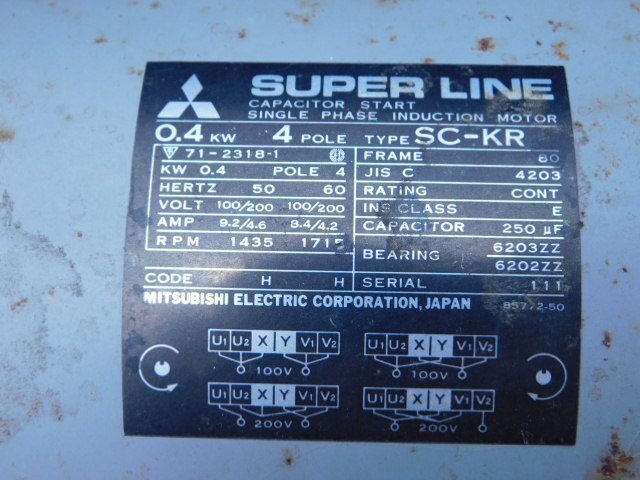 SUPER LINE
CAPACITOR START
SINGLE PHASE INDUCTION MOTOR
0.4 KW 4 POLE TYPE SC-KR
71-2318-1
KW 0.4 POLE 4
HERTZ 50 60
VOLT 100/200 100/200
AMP 9.2/4.6 8.4/4.2
RPM 1435 1715
CODE H H
FRAME 80
JIS C 4203
RATING CONT
INS CLASS E
CAPACITOR 250 μF
BEARING 6203ZZ
6202ZZ
SERIAL 111
MITSUBISHI ELECTRIC CORPORATION, JAPAN 85772-50
U1 U2 X Y V1 V2
100V
U1 U2 X Y V1 V2
100V
U1 U2 X Y V1 V2
200V
U1 U2 X Y V1 V2
200V